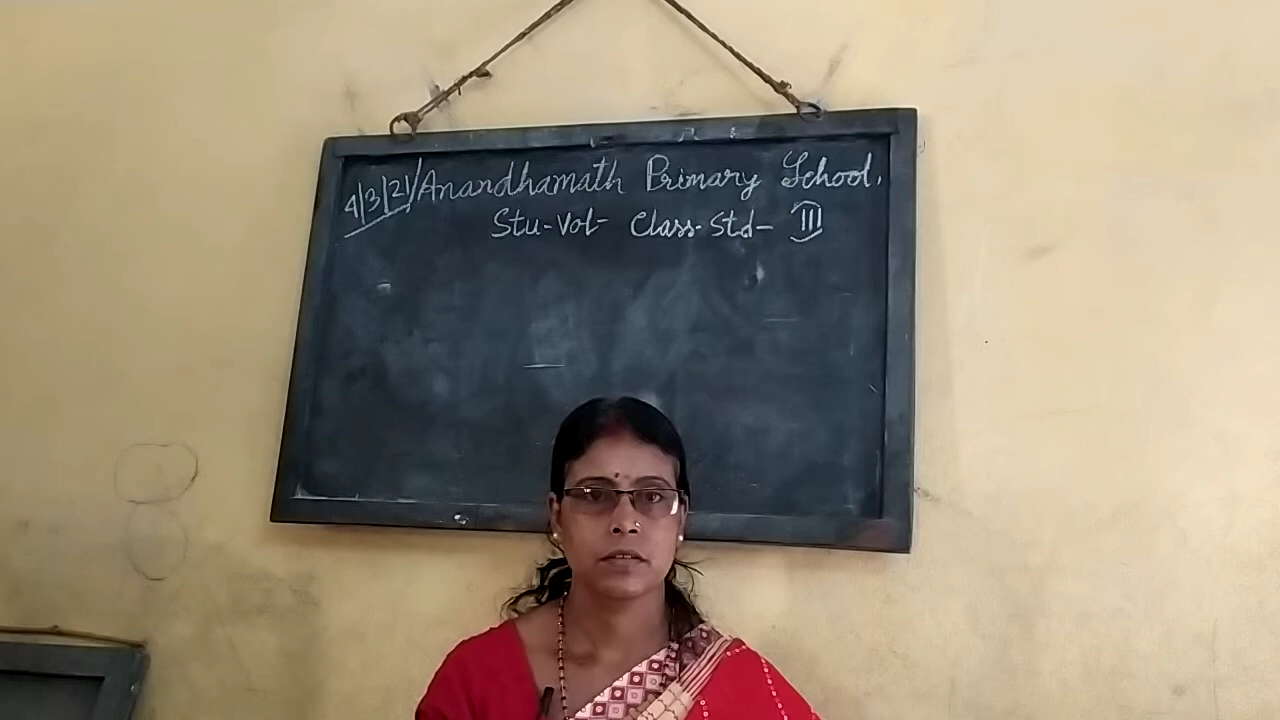 4/3/21/Anandhamath Primary School.
Stu-Vol- Class-Std- III